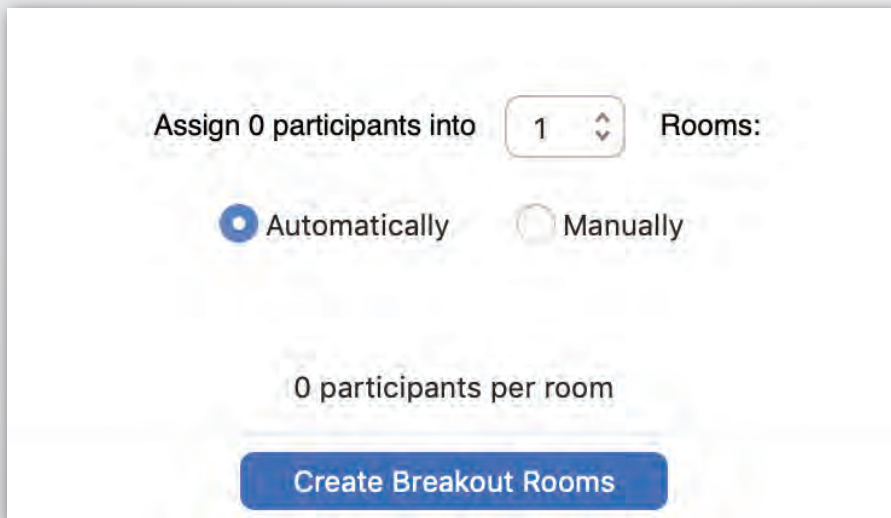 Assign 0 participants into 1 Rooms:
Automatically Manually
0 participants per room
Create Breakout Rooms